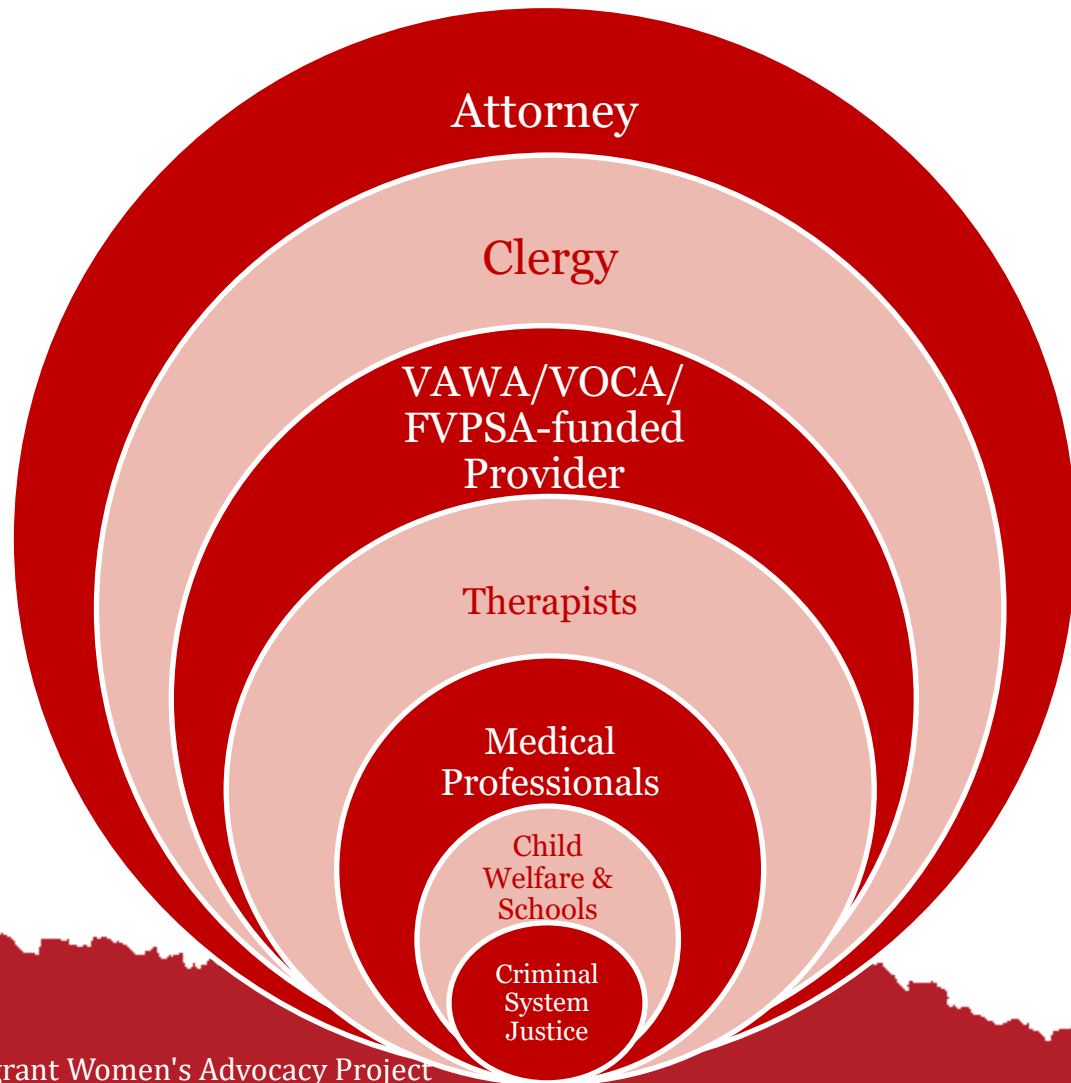 Attorney
Clergy
VAWA/VOCA/
FVPSA-funded
Provider
Therapists
Medical
Professionals
Child
Welfare &
Schools
Criminal
System
Justice
Women's Advocacy Project